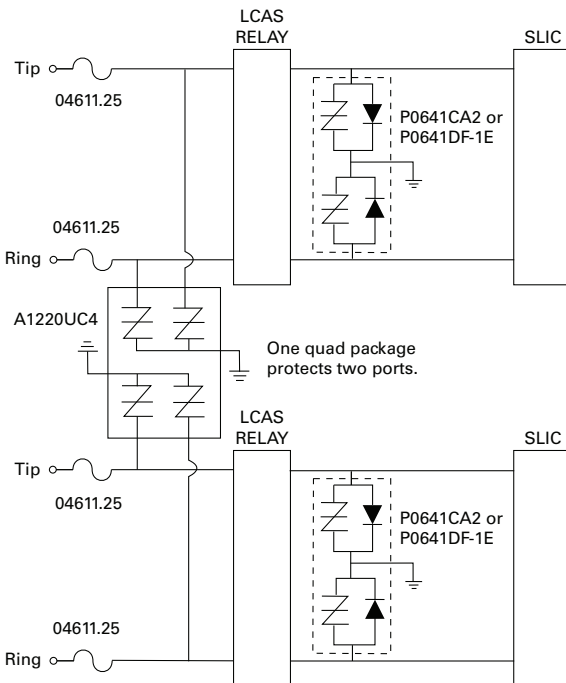 LCAS
RELAY
SLIC
Tip
04611.25
P0641CA2 or
P0641DF-1E
04611.25
Ring
A1220UC4
One quad package
protects two ports.
LCAS
RELAY
SLIC
Tip
04611.25
P0641CA2 or
P0641DF-1E
04611.25
Ring